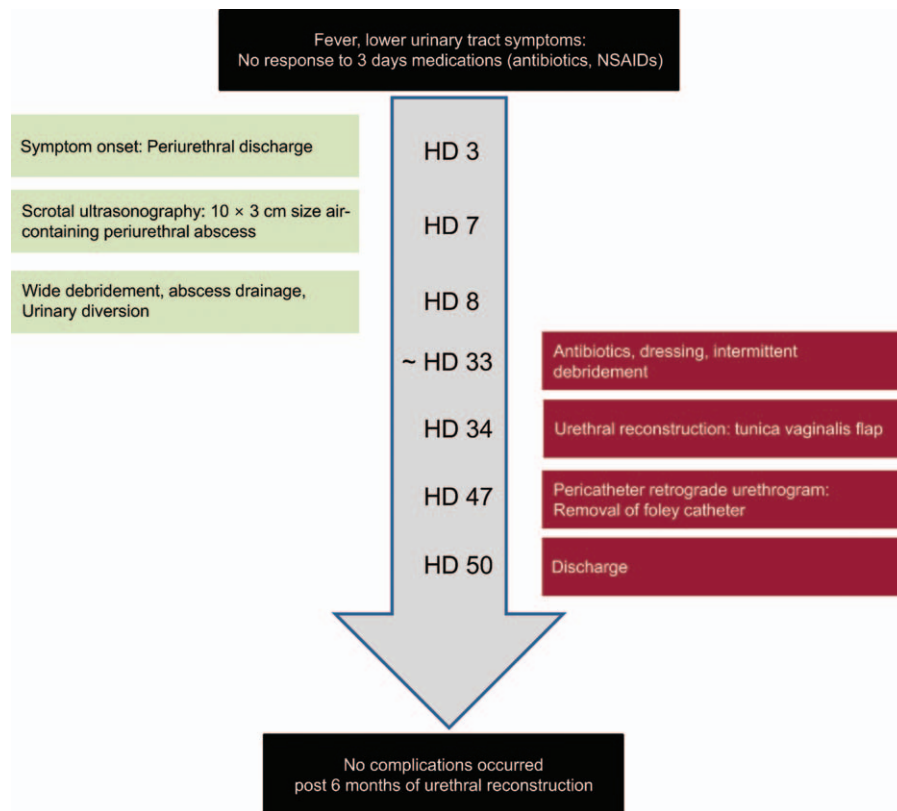 Fever, lower urinary tract symptoms:
No response to 3 days medications (antibiotics, NSAIDs)
Symptom onset: Periurethral discharge
HD 3
Scrotal ultrasonography: 10 × 3 cm size air-
containing periurethral abscess
HD 7
Wide debridement, abscess drainage,
Urinary diversion
HD 8
~ HD 33
Antibiotics, dressing, intermittent
debridement
HD 34
Urethral reconstruction: tunica vaginalis flap
HD 47
Pericatheter retrograde urethrogram:
Removal of foley catheter
HD 50
Discharge
No complications occurred
post 6 months of urethral reconstruction